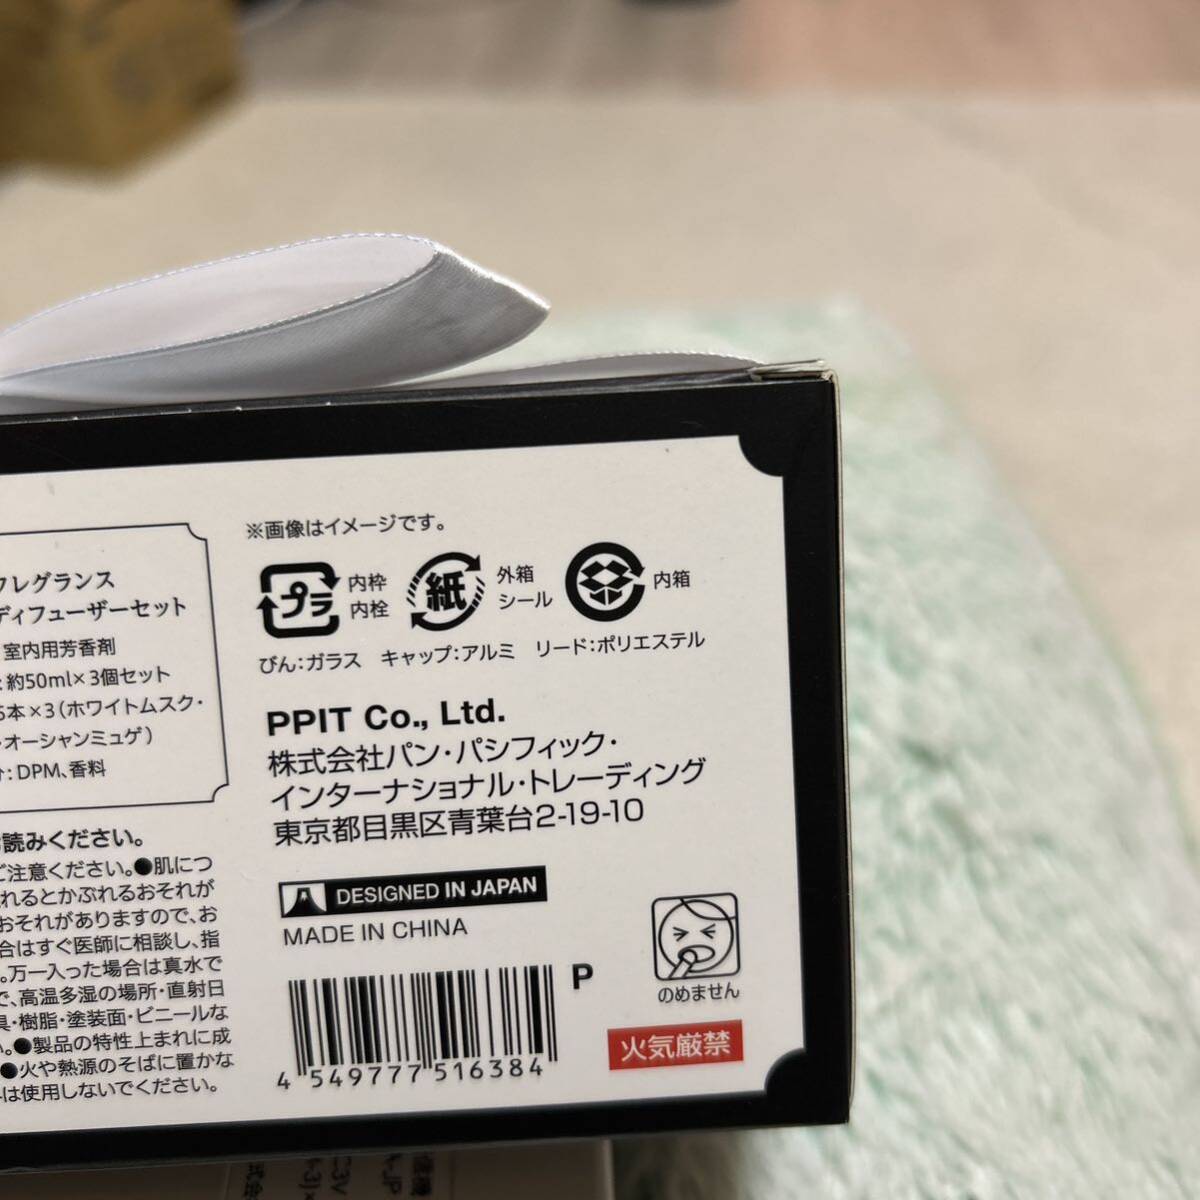 フレグランス
ディフューザーセット
室内用芳香剤
約50ml×3個セット
本×3(ホワイトムスク・
・オーシャンミュゲ)
:DPM、香料
読みください。
ご注意ください。●肌につ
れるとかぶれるおそれが
おそれがありますので、お
合はすぐ医師に相談し、指
。万一入った場合は真水で
で、高温多湿の場所・直射日
具・樹脂・塗装面・ビニールな
い。●製品の特性上まれに成
●火や熱源のそばに置かな
は使用しないでください。
※画像はイメージです。
プラ 内枠 内栓 紙 外箱 シール 内箱
びん:ガラス キャップ:アルミ リード:ポリエステル
PPIT Co., Ltd.
株式会社パン・パシフィック・
インターナショナル・トレーディング
東京都目黒区青葉台2-19-10
DESIGNED IN JAPAN
MADE IN CHINA
P
4 549777 516384
のめません
火気厳禁